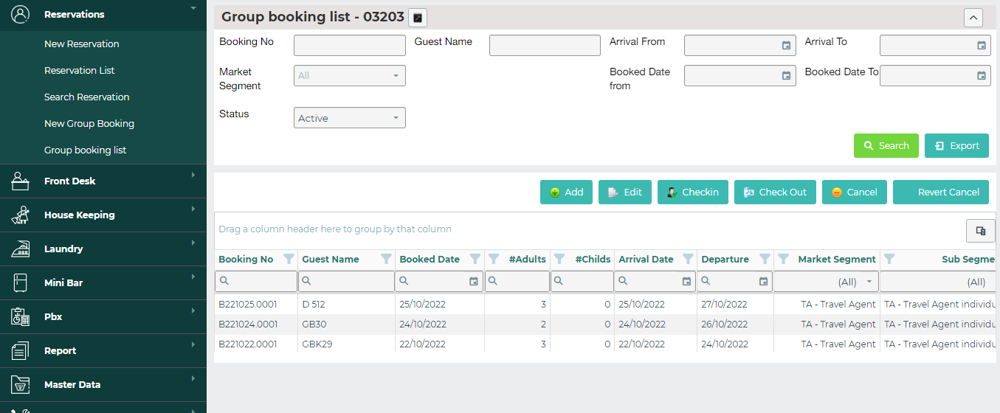 Reservations
New Reservation
Reservation List
Search Reservation
New Group Booking
Group booking list
Front Desk
House Keeping
Laundry
Mini Bar
Pbx
Report
Master Data
Group booking list - 03203
Booking No Guest Name Arrival From Arrival To
Market Segment All Booked Date from Booked Date To
Status Active
Search Export
Add Edit Checkin Check Out Cancel Revert Cancel
Drag a column header here to group by that column
Booking No Guest Name Booked Date #Adults #Childs Arrival Date Departure Market Segment Sub Segme
(All) (All)
B221025.0001 D 512 25/10/2022 3 0 25/10/2022 27/10/2022 TA - Travel Agent TA - Travel Agent individu
B221024.0001 GB30 24/10/2022 2 0 24/10/2022 26/10/2022 TA - Travel Agent TA - Travel Agent individu
B221022.0001 GBK29 22/10/2022 3 0 22/10/2022 24/10/2022 TA - Travel Agent TA - Travel Agent individu